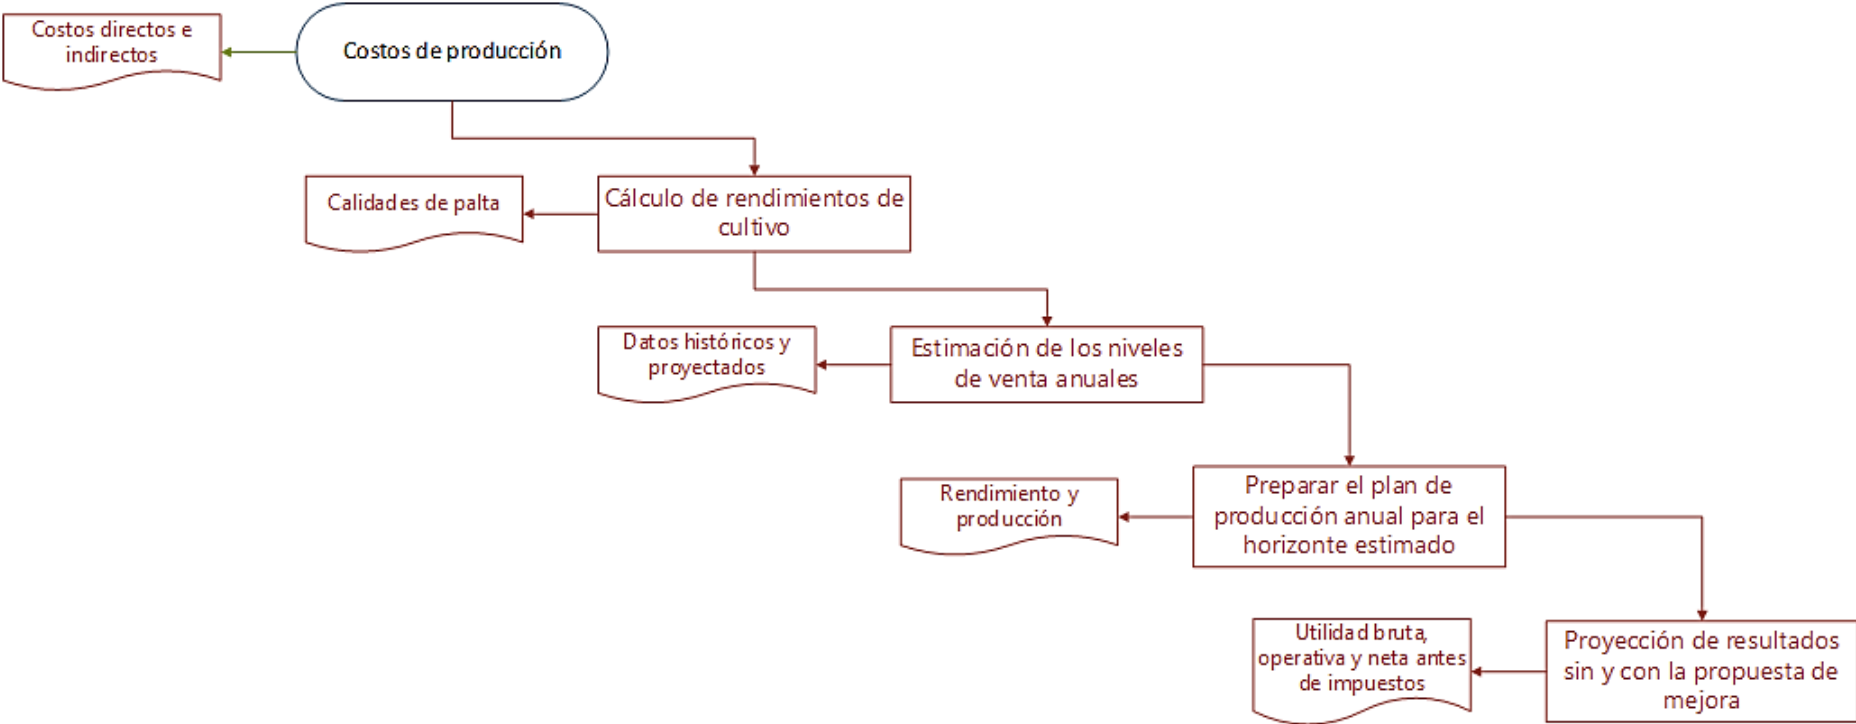 Costos directos e
indirectos
Costos de producción
Calidades de palta
Cálculo de rendimientos de
cultivo
Datos históricos y
proyectados
Estimación de los niveles
de venta anuales
Rendimiento y
producción
Preparar el plan de
producción anual para el
horizonte estimado
Utilidad bruta,
operativa y neta antes
de impuestos
Proyección de resultados
sin y con la propuesta de
mejora